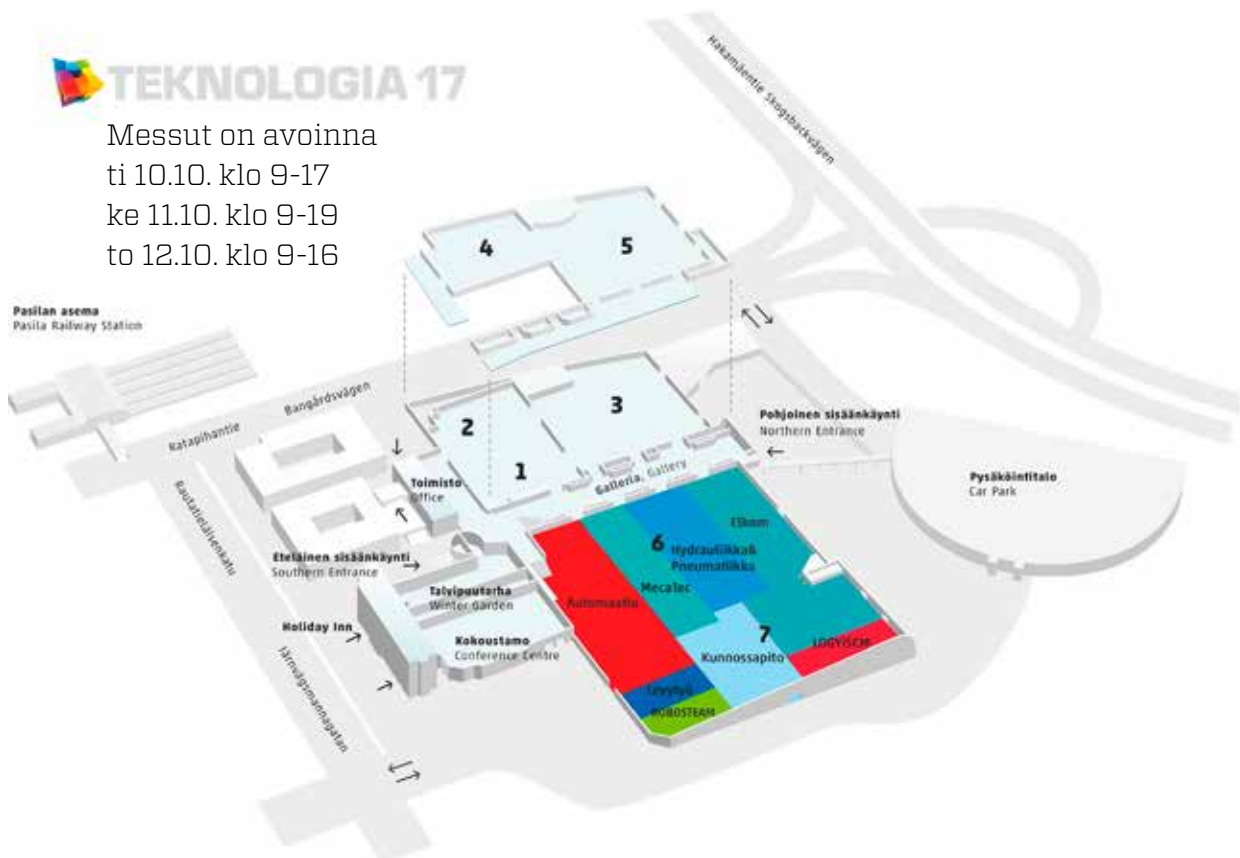 TEKNOLOGIA 17
Messut on avoinna
ti 10.10. klo 9-17
ke 11.10. klo 9-19
to 12.10. klo 9-16
Hakamäentie Skogsbackvägen
4
5
Pasilan asema
Pasila Railway Station
Bangårdsvägen
Ratapihantie
3
2
1
Pohjoinen sisäänkäynti
Northern Entrance
Galleria, Gallery
Toimisto
Office
Pysäköintitalo
Car Park
Rautatieläisenkatu
Elkom
6
Hydrauliikka&
Pneumatiikka
Eteläinen sisäänkäynti
Southern Entrance
MecaTec
Talvipuutarha
Winter Garden
Automaatio
7
Holiday Inn
Kokoustamo
Conference Centre
LOGY/SCM
Kunnossapito
Järnvägsmannagatan
Levytyö
ROBOSTEAM